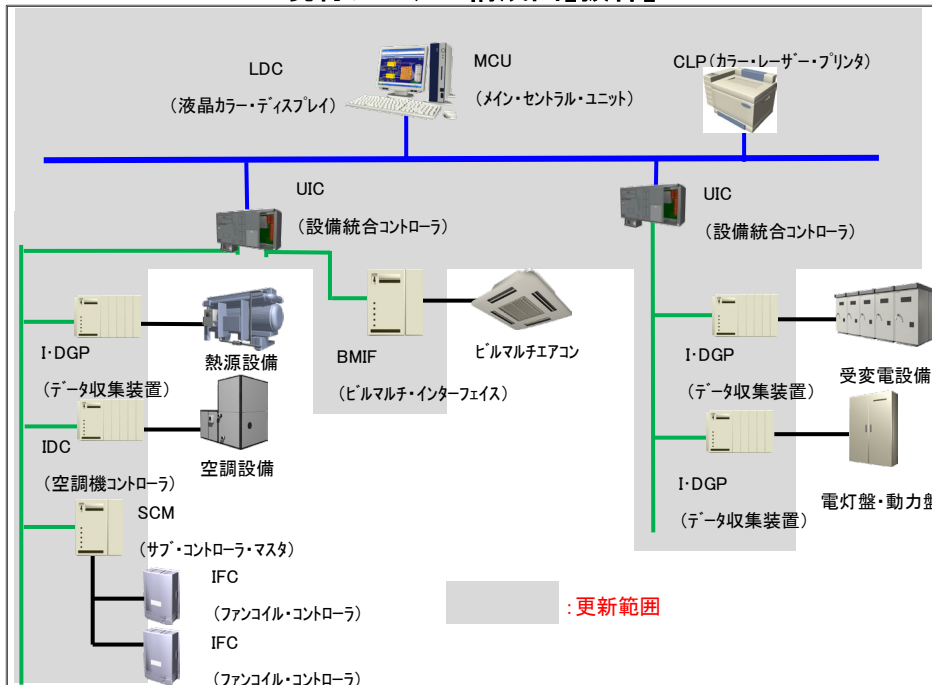 LDC
（液晶カラー・ディスプレイ）
MCU
（メイン・セントラル・ユニット）
CLP（カラー・レーザー・プリンタ）
UIC
（設備統合コントローラ）
UIC
（設備統合コントローラ）
I・DGP
（データ収集装置）
熱源設備
BMIF
（ビルマルチ・インターフェイス）
ビルマルチエアコン
I・DGP
（データ収集装置）
受変電設備
IDC
（空調機コントローラ）
空調設備
I・DGP
（データ収集装置）
電灯盤・動力盤
SCM
（サブ・コントローラ・マスタ）
IFC
（ファンコイル・コントローラ）
IFC
（ファンコイル・コントローラ）
：更新範囲